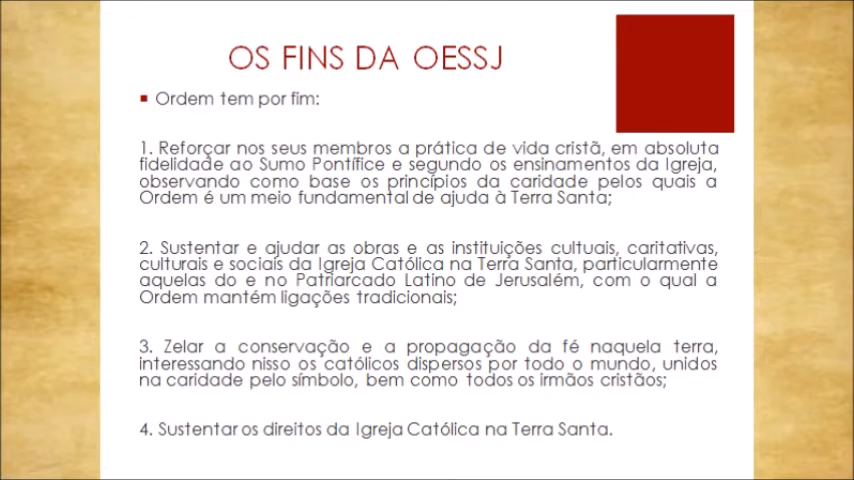 OS FINS DA OESSJ
Ordem tem por fim:
1. Reforçar nos seus membros a prática de vida cristã, em absoluta
fidelidade ao Sumo Pontífice e segundo os ensinamentos da Igreja,
observando como base os princípios da caridade pelos quais a
Ordem é um meio fundamental de ajuda à Terra Santa;
2. Sustentar e ajudar as obras e as instituições cultuais, caritativas,
culturais e sociais da Igreja Católica na Terra Santa, particularmente
aquelas do e no Patriarcado Latino de Jerusalém, com o qual a
Ordem mantém ligações tradicionais;
3. Zelar a conservação e a propagação da fé naquela terra,
interessando nisso os católicos dispersos por todo o mundo, unidos
na caridade pelo símbolo, bem como todos os irmãos cristãos;
4. Sustentar os direitos da Igreja Católica na Terra Santa.